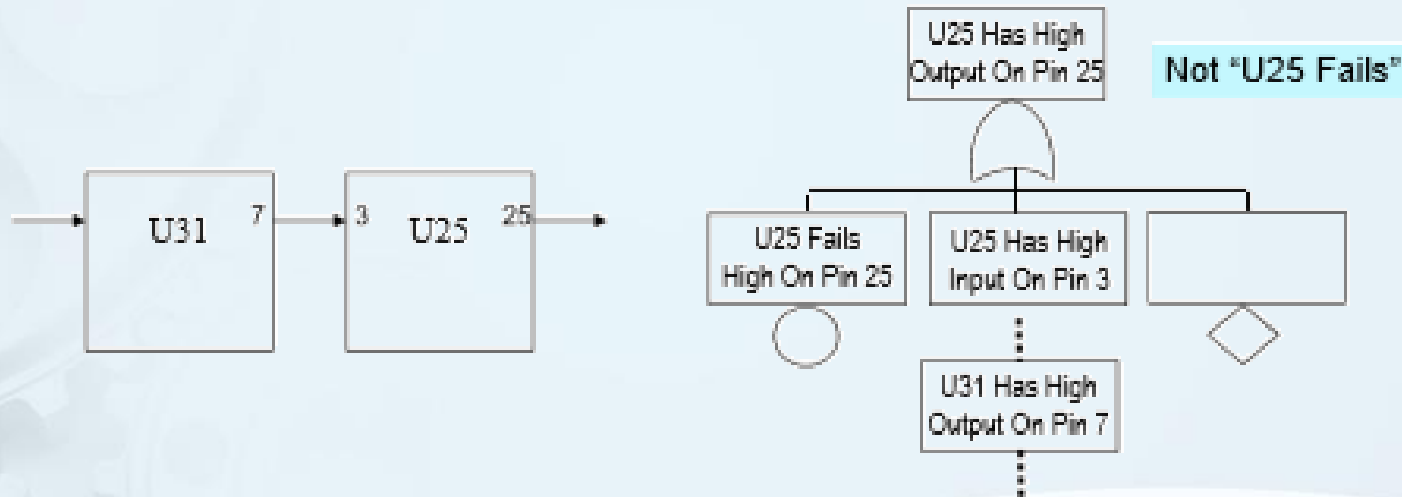 U25 Has High
Output On Pin 25
Not "U25 Fails"
U31
7
3
U25
25
U25 Fails
High On Pin 25
U25 Has High
Input On Pin 3
U31 Has High
Output On Pin 7